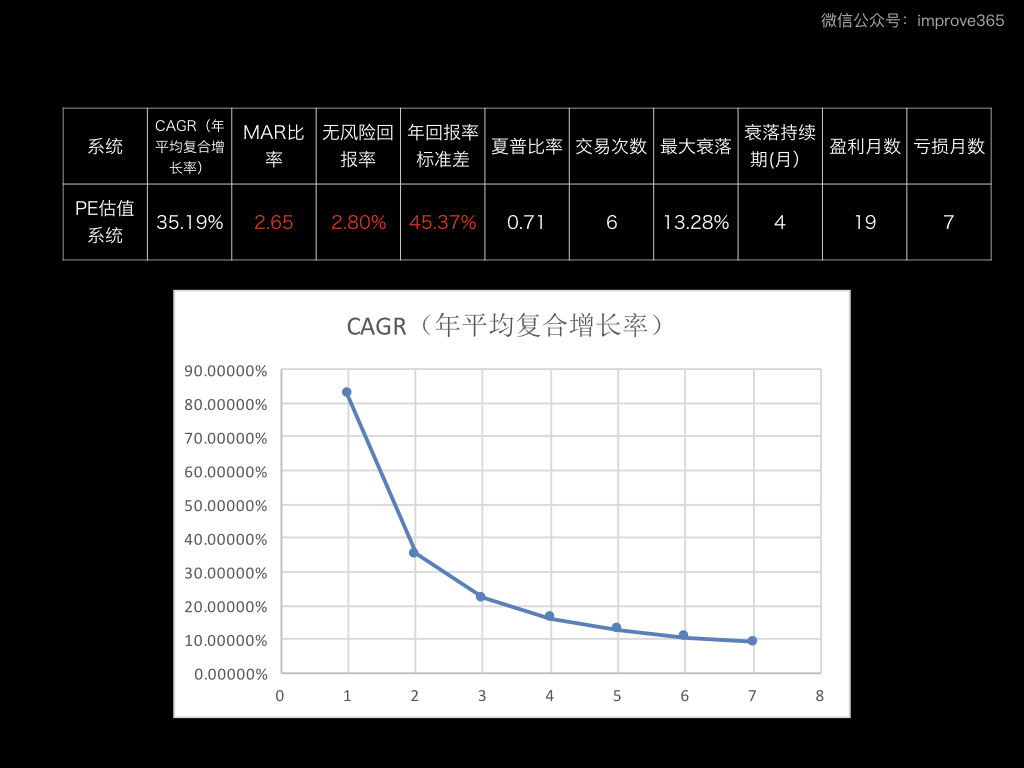 微信公众号：improve365
系统
CAGR（年
平均复合增
长率）
MAR比
率
无风险回
报率
年回报率
标准差
夏普比率
交易次数
最大衰落
衰落持续
期(月）
盈利月数
亏损月数
PE估值
系统
35.19%
2.65
2.80%
45.37%
0.71
6
13.28%
4
19
7
CAGR（年平均复合增长率）
90.00000%
80.00000%
70.00000%
60.00000%
50.00000%
40.00000%
30.00000%
20.00000%
10.00000%
0.00000%
0 1 2 3 4 5 6 7 8